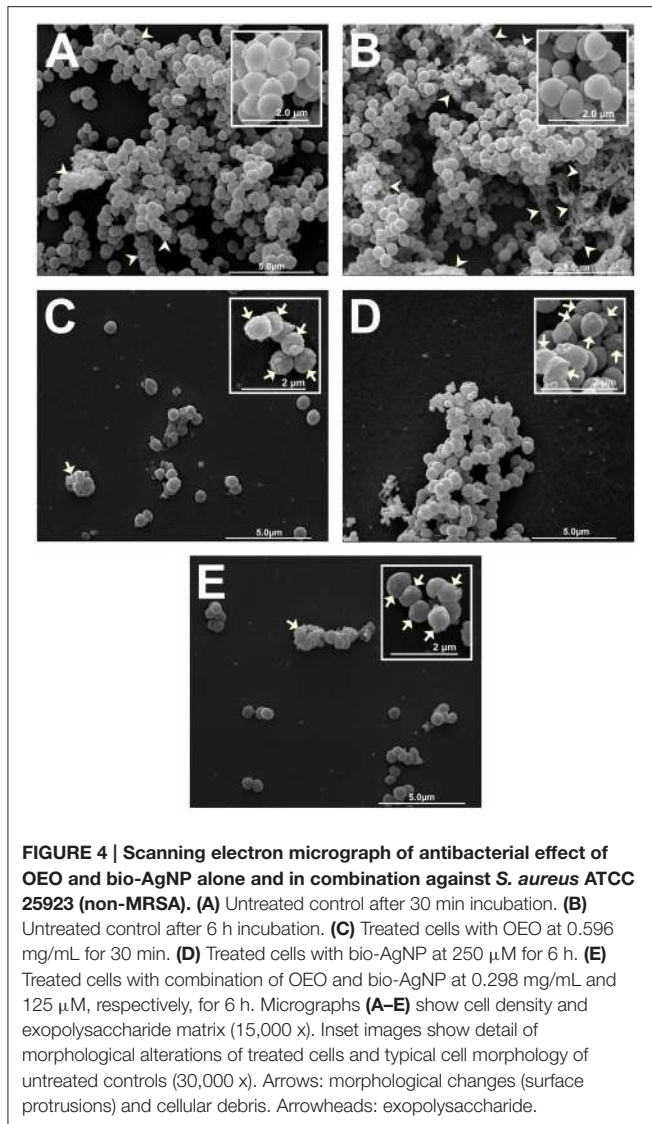 A
2.0 µm
5.0µm
B
2.0 µm
5.0µm
C
2 µm
5.0µm
D
2 µm
5.0µm
E
2 µm
5.0µm
FIGURE 4 | Scanning electron micrograph of antibacterial effect of
OEO and bio-AgNP alone and in combination against S. aureus ATCC
25923 (non-MRSA). (A) Untreated control after 30 min incubation. (B)
Untreated control after 6 h incubation. (C) Treated cells with OEO at 0.596
mg/mL for 30 min. (D) Treated cells with bio-AgNP at 250 μM for 6 h. (E)
Treated cells with combination of OEO and bio-AgNP at 0.298 mg/mL and
125 μM, respectively, for 6 h. Micrographs (A–E) show cell density and
exopolysaccharide matrix (15,000 x). Inset images show detail of
morphological alterations of treated cells and typical cell morphology of
untreated controls (30,000 x). Arrows: morphological changes (surface
protrusions) and cellular debris. Arrowheads: exopolysaccharide.